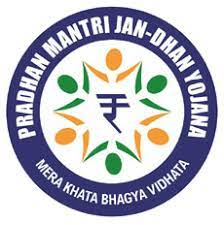 PRADHAN MANTRI JAN-DHAN YOJANA
₹
MERA KHATA BHAGYA VIDHATA